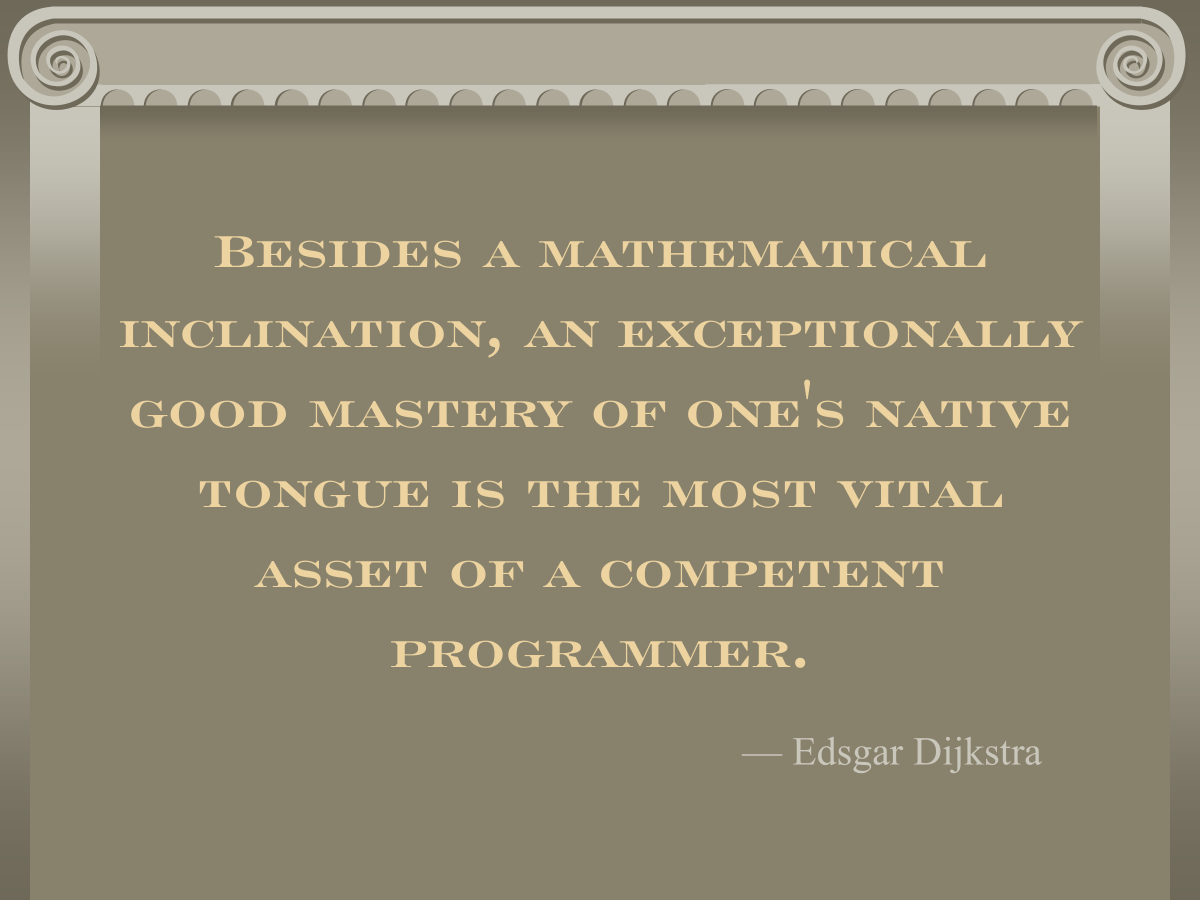 Besides a mathematical
inclination, an exceptionally
good mastery of one's native
tongue is the most vital
asset of a competent
programmer.
— Edsgar Dijkstra